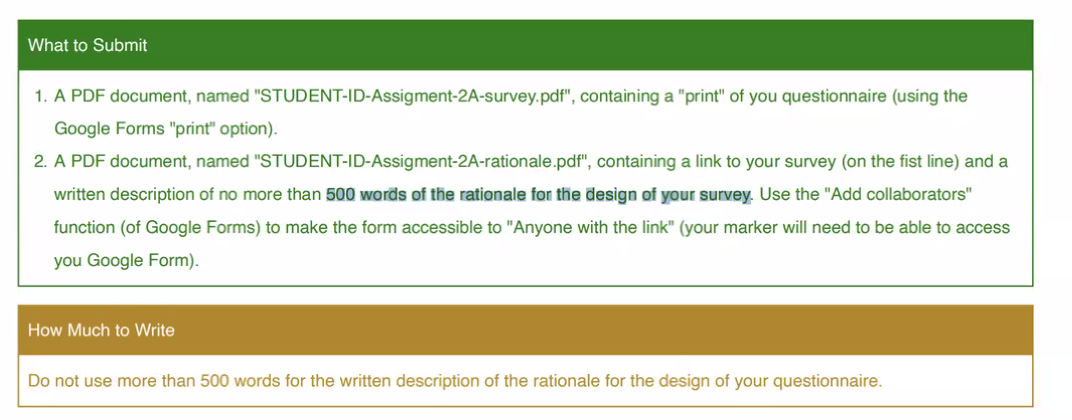 What to Submit
1. A PDF document, named "STUDENT-ID-Assigment-2A-survey.pdf", containing a "print" of you questionnaire (using the
Google Forms "print" option).
2. A PDF document, named "STUDENT-ID-Assigment-2A-rationale.pdf", containing a link to your survey (on the fist line) and a
written description of no more than 500 words of the rationale for the design of your survey. Use the "Add collaborators"
function (of Google Forms) to make the form accessible to "Anyone with the link" (your marker will need to be able to access
you Google Form).
How Much to Write
Do not use more than 500 words for the written description of the rationale for the design of your questionnaire.